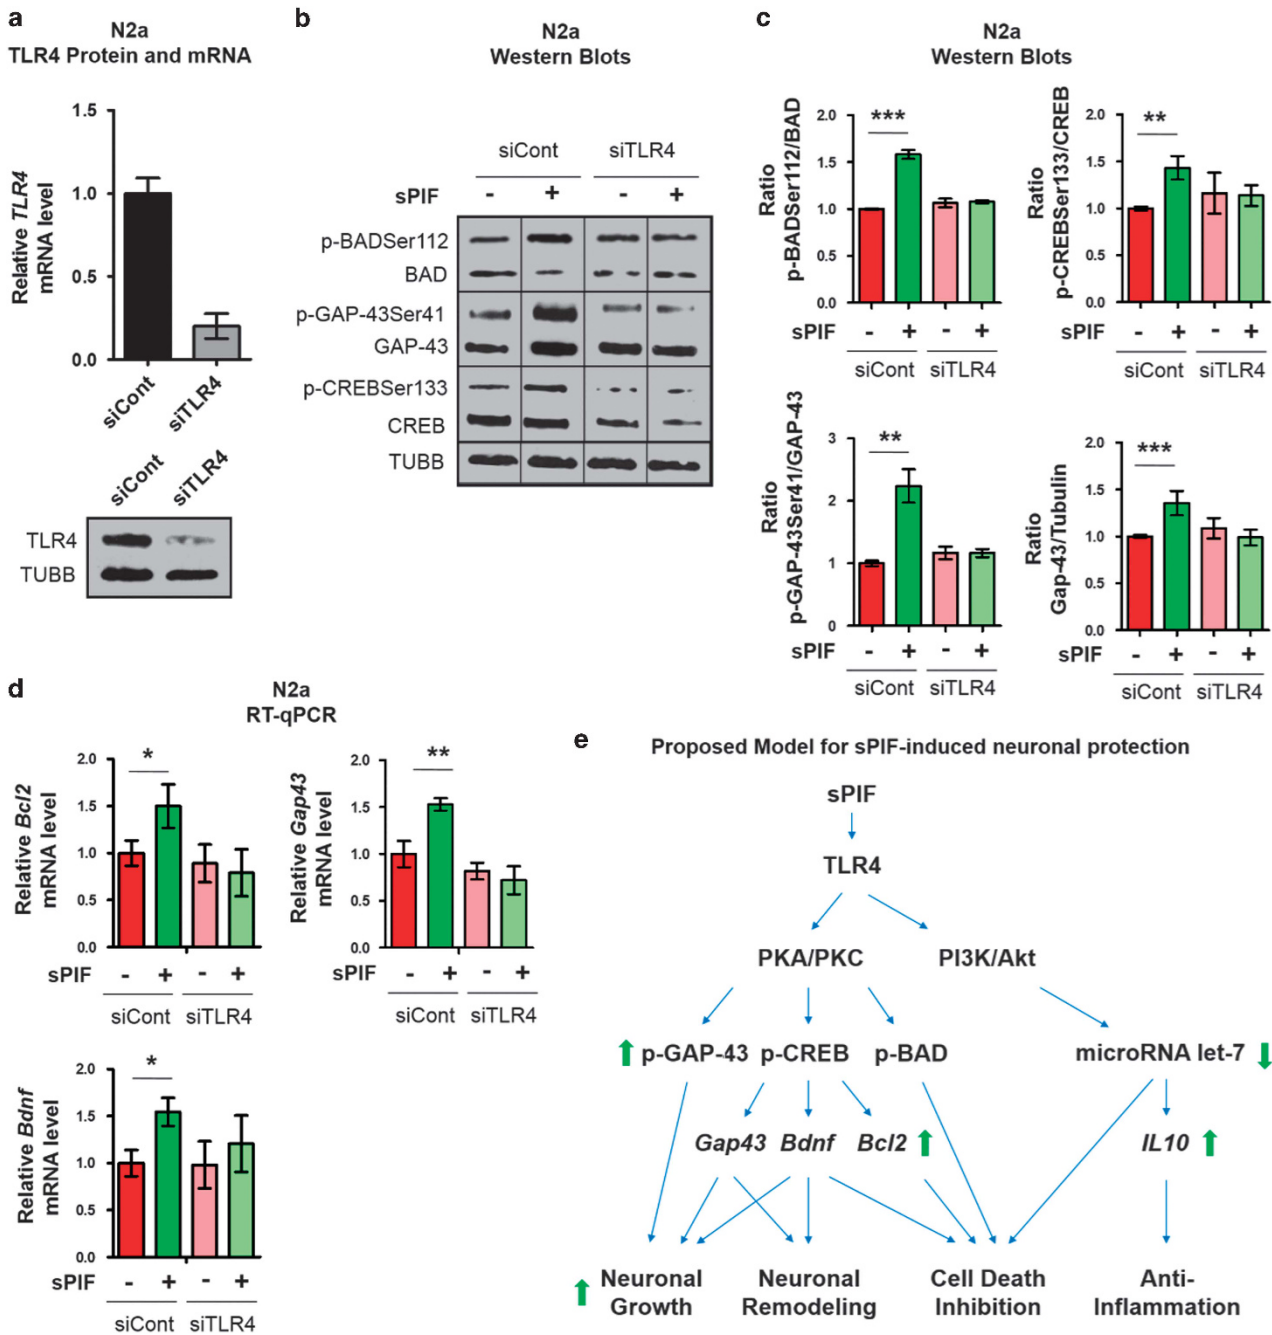 a
N2a
TLR4 Protein and mRNA
Relative TLR4
mRNA level
1.5
1.0
0.5
0.0
siCont
siTLR4
siCont
siTLR4
TLR4
TUBB
b
N2a
Western Blots
siCont
siTLR4
sPIF
-
+
-
+
p-BADSer112
BAD
p-GAP-43Ser41
GAP-43
p-CREBSer133
CREB
TUBB
c
N2a
Western Blots
Ratio
p-BADSer112/BAD
2.0
1.5
1.0
0.5
0.0
***
sPIF
-
+
-
+
siCont
siTLR4
Ratio
p-CREBSer133/CREB
2.0
1.5
1.0
0.5
0.0
**
sPIF
-
+
-
+
siCont
siTLR4
Ratio
p-GAP-43Ser41/GAP-43
3
2
1
0
**
sPIF
-
+
-
+
siCont
siTLR4
Ratio
Gap-43/Tubulin
2.0
1.5
1.0
0.5
0.0
***
sPIF
-
+
-
+
siCont
siTLR4
d
N2a
RT-qPCR
Relative Bcl2
mRNA level
2.0
1.5
1.0
0.5
0.0
*
sPIF
-
+
-
+
siCont
siTLR4
Relative Gap43
mRNA level
2.0
1.5
1.0
0.5
0.0
**
sPIF
-
+
-
+
siCont
siTLR4
Relative Bdnf
mRNA level
2.0
1.5
1.0
0.5
0.0
*
sPIF
-
+
-
+
siCont
siTLR4
e
Proposed Model for sPIF-induced neuronal protection
sPIF
TLR4
PKA/PKC
PI3K/Akt
p-GAP-43
p-CREB
p-BAD
microRNA let-7
Gap43
Bdnf
Bcl2
IL10
Neuronal
Growth
Neuronal
Remodeling
Cell Death
Inhibition
Anti-
Inflammation